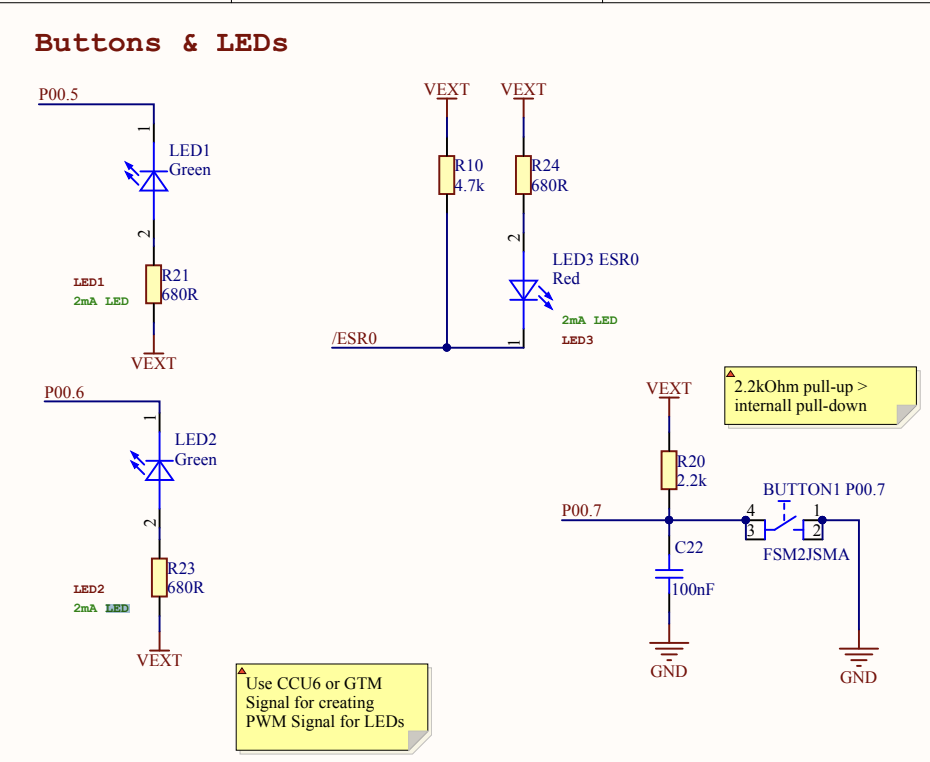 Buttons & LEDs
P00.5
1
LED1
Green
2
R21
680R
LED1
2mA LED
VEXT
VEXT
VEXT
R10
4.7k
R24
680R
2
LED3 ESR0
Red
2mA LED
LED3
1
/ESR0
P00.6
1
LED2
Green
2
R23
680R
LED2
2mA LED
VEXT
Use CCU6 or GTM
Signal for creating
PWM Signal for LEDs
2.2kOhm pull-up >
internall pull-down
VEXT
R20
2.2k
P00.7
BUTTON1 P00.7
4
3
1
2
FSM2JSMA
C22
100nF
GND
GND